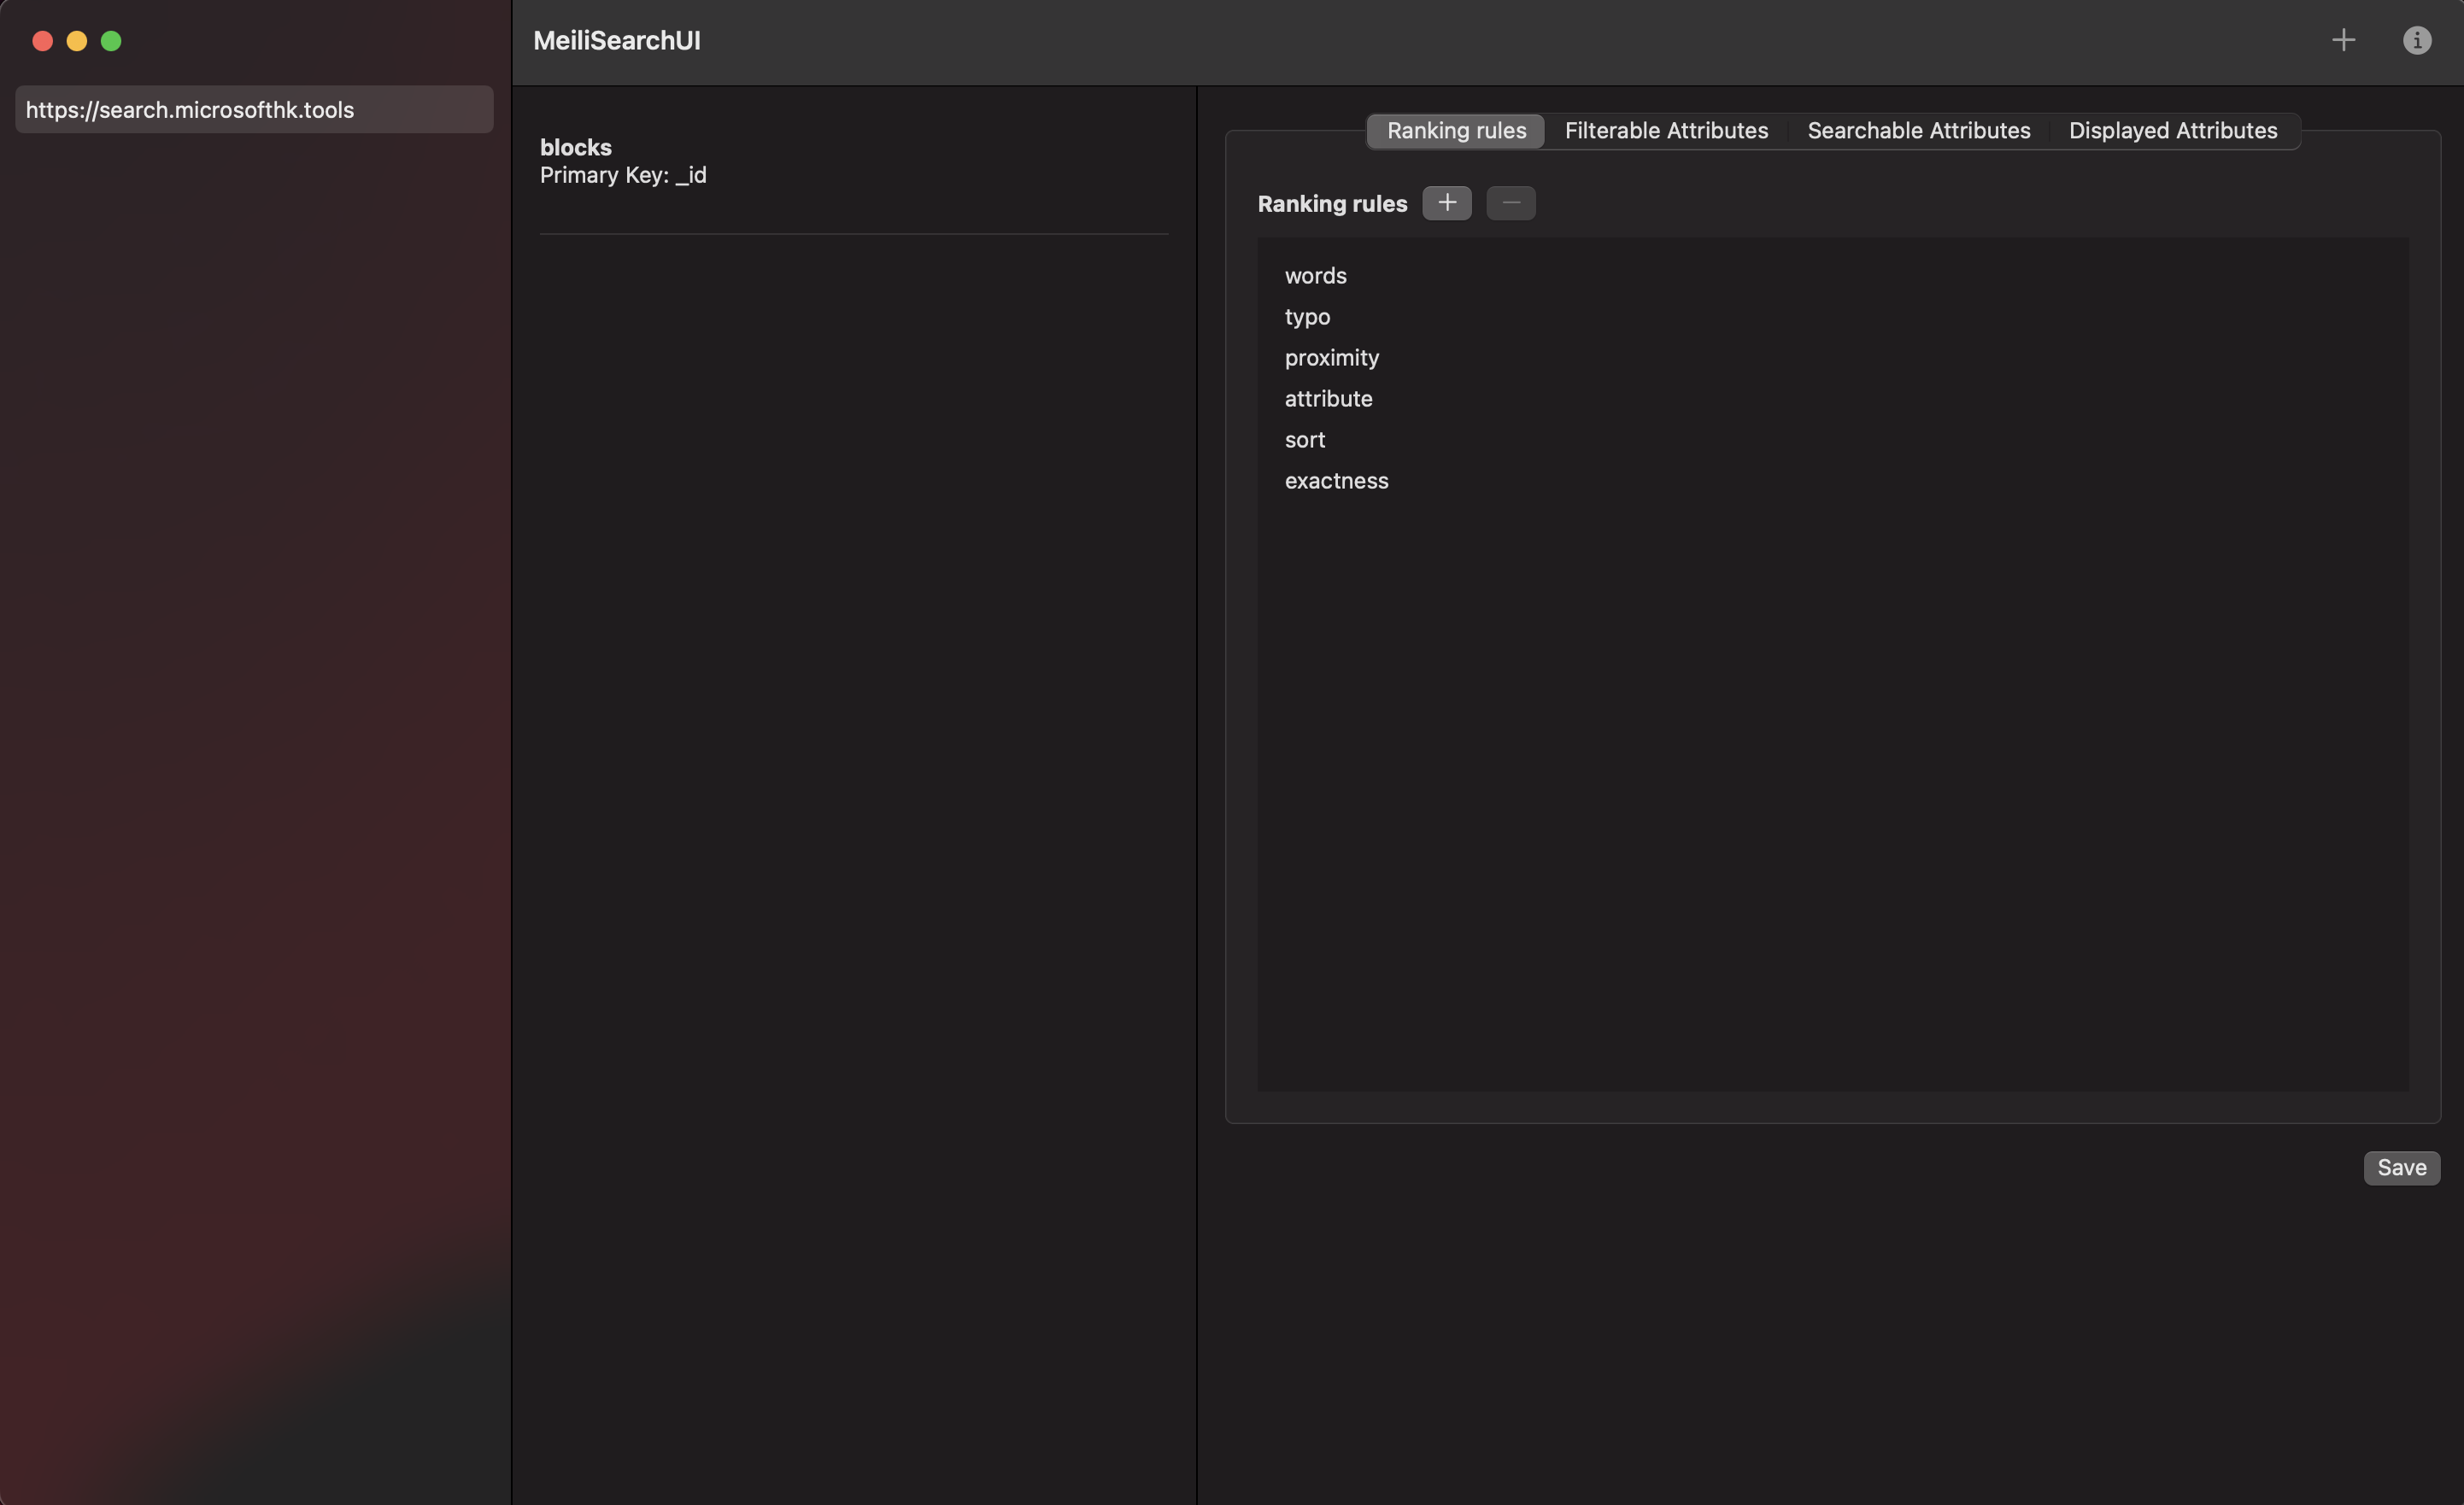 MeiliSearchUI
https://search.microsofthk.tools
blocks
Primary Key: _id
Ranking rules Filterable Attributes Searchable Attributes Displayed Attributes
Ranking rules
words
typo
proximity
attribute
sort
exactness
Save